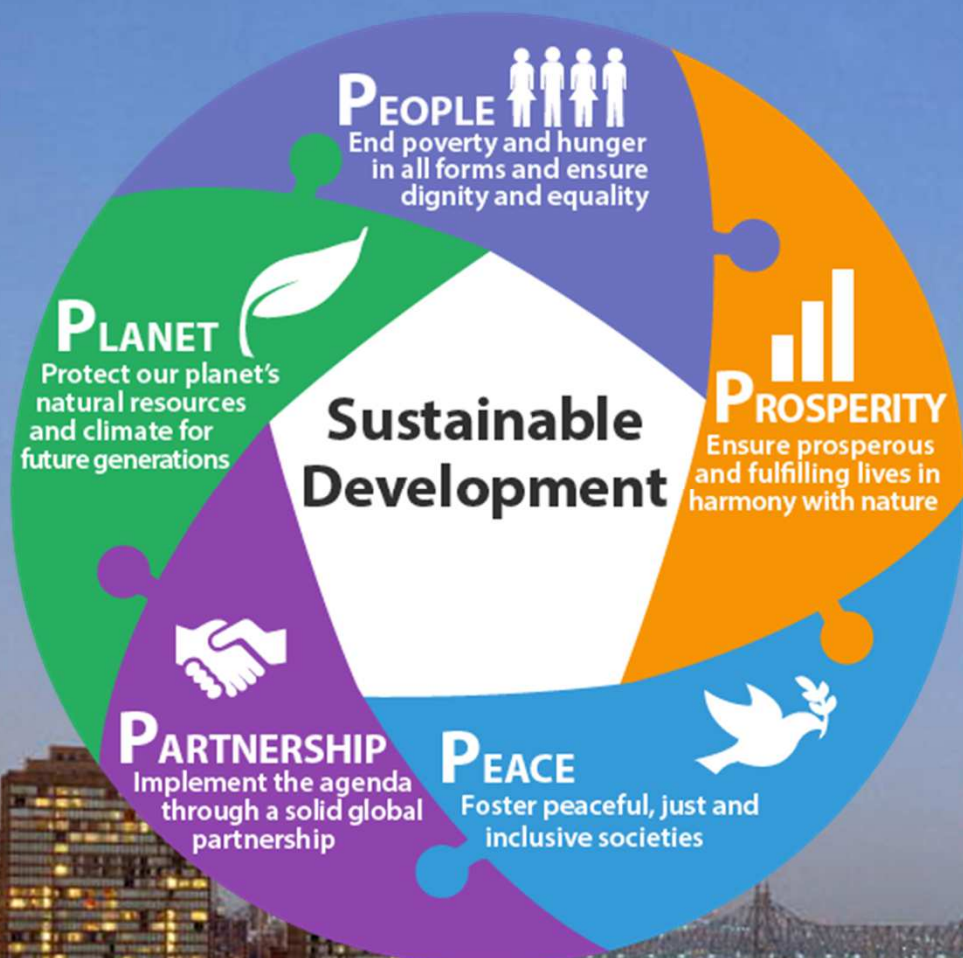 PEOPLE
End poverty and hunger
in all forms and ensure
dignity and equality
PROSPERITY
Ensure prosperous
and fulfilling lives in
harmony with nature
PEACE
Foster peaceful, just and
inclusive societies
PARTNERSHIP
Implement the agenda
through a solid global
partnership
PLANET
Protect our planet's
natural resources
and climate for
future generations
Sustainable
Development